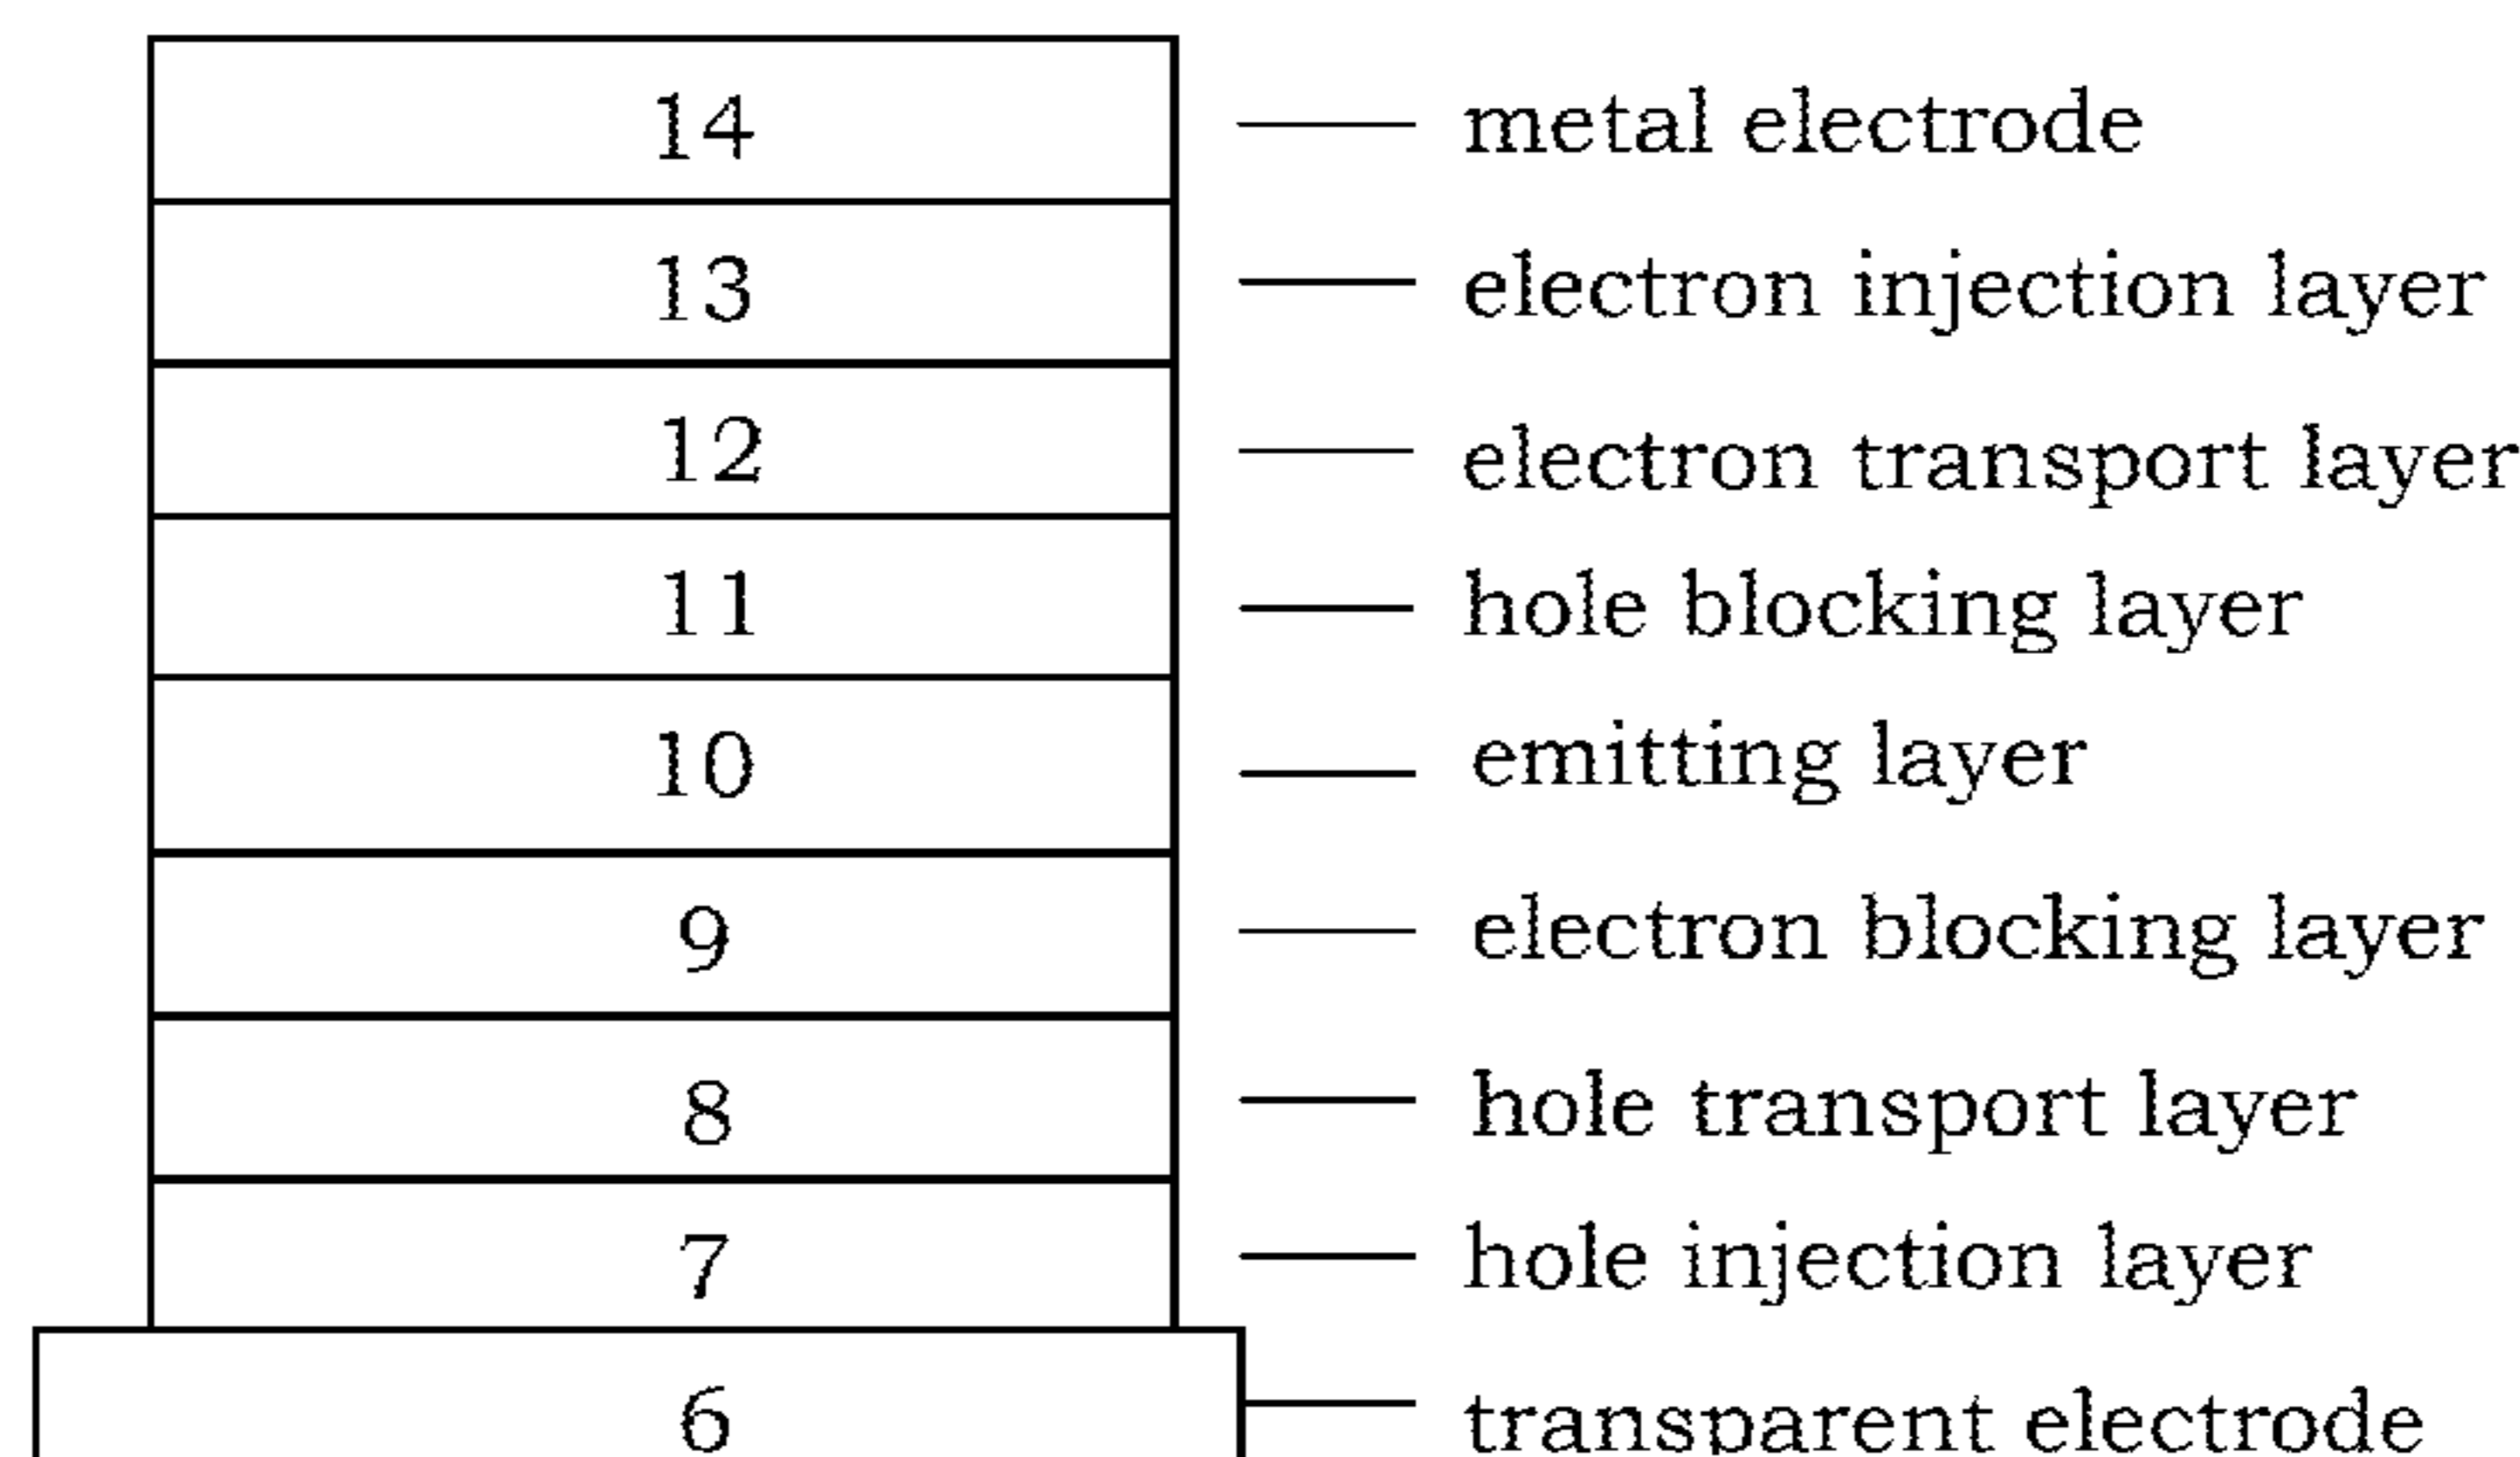 14 metal electrode
13 electron injection layer
12 electron transport layer
11 hole blocking layer
10 emitting layer
9 electron blocking layer
8 hole transport layer
7 hole injection layer
6 transparent electrode